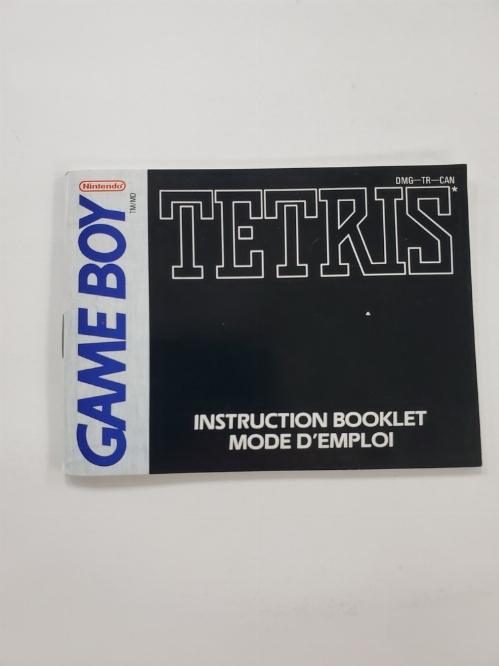 Nintendo
TM/MD
GAME BOY
DMG—TR—CAN
TETRIS*
INSTRUCTION BOOKLET
MODE D'EMPLOI